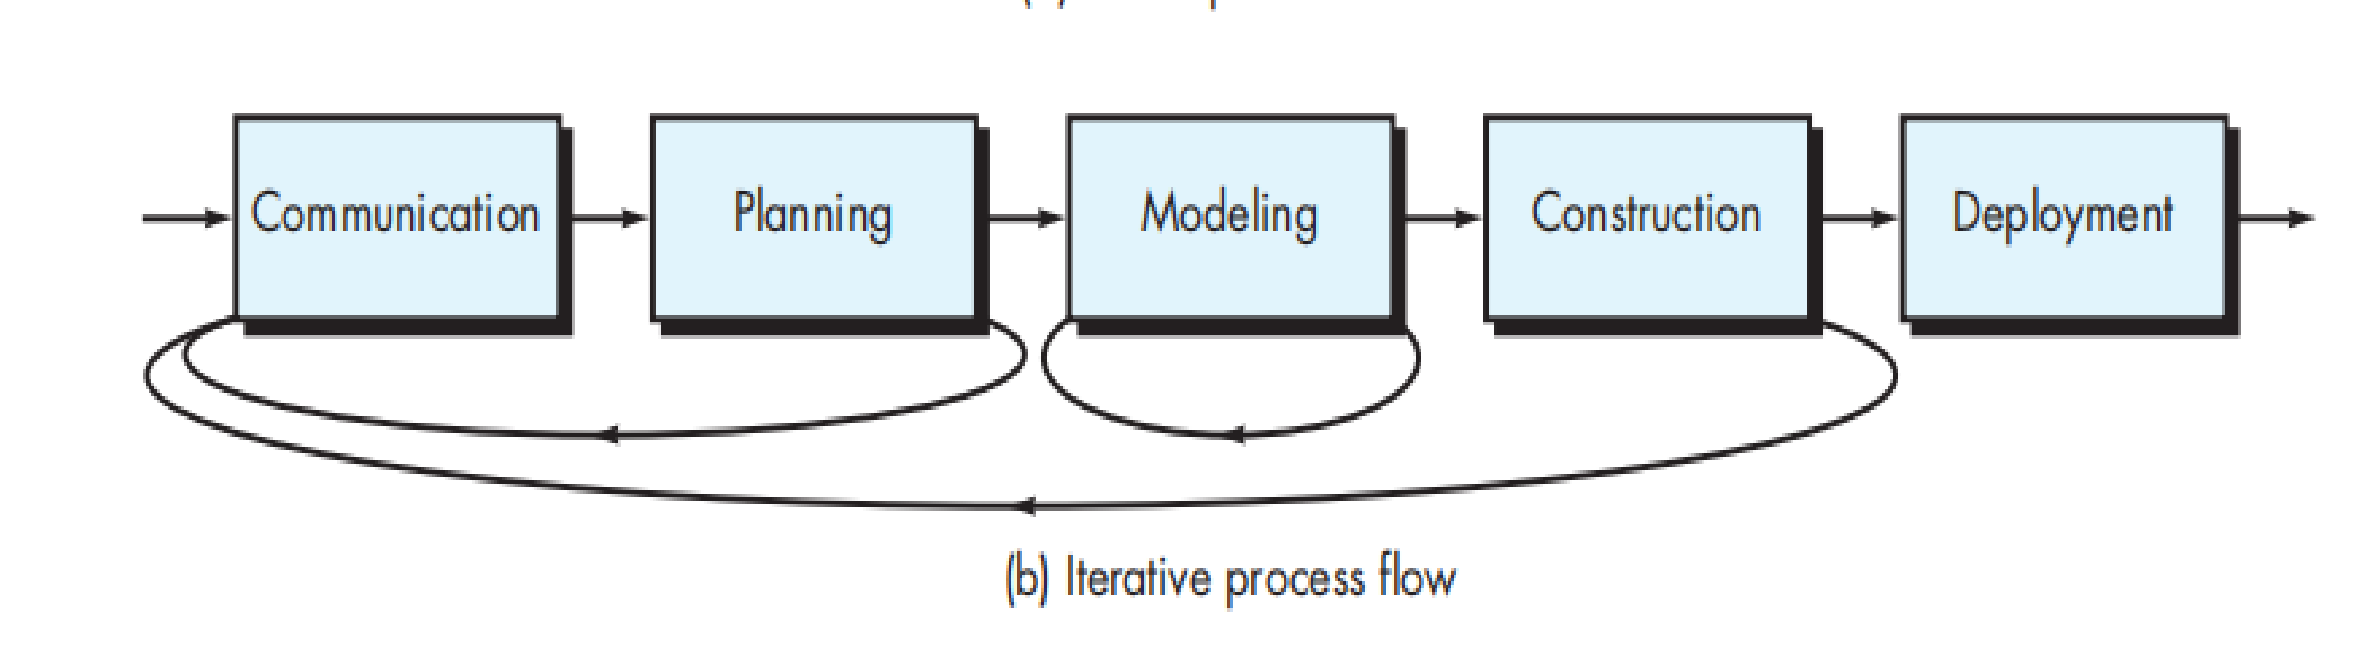 Communication
Planning
Modeling
Construction
Deployment
(b) Iterative process flow